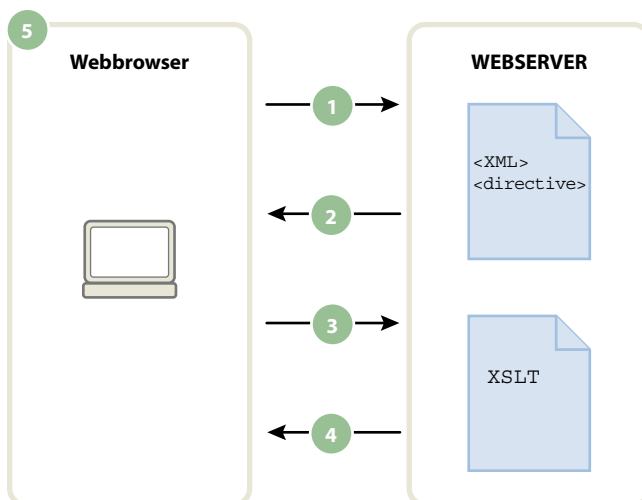 5
Webbrowser
WEBSERVER
1
<XML>
<directive>
2
3
XSLT
4